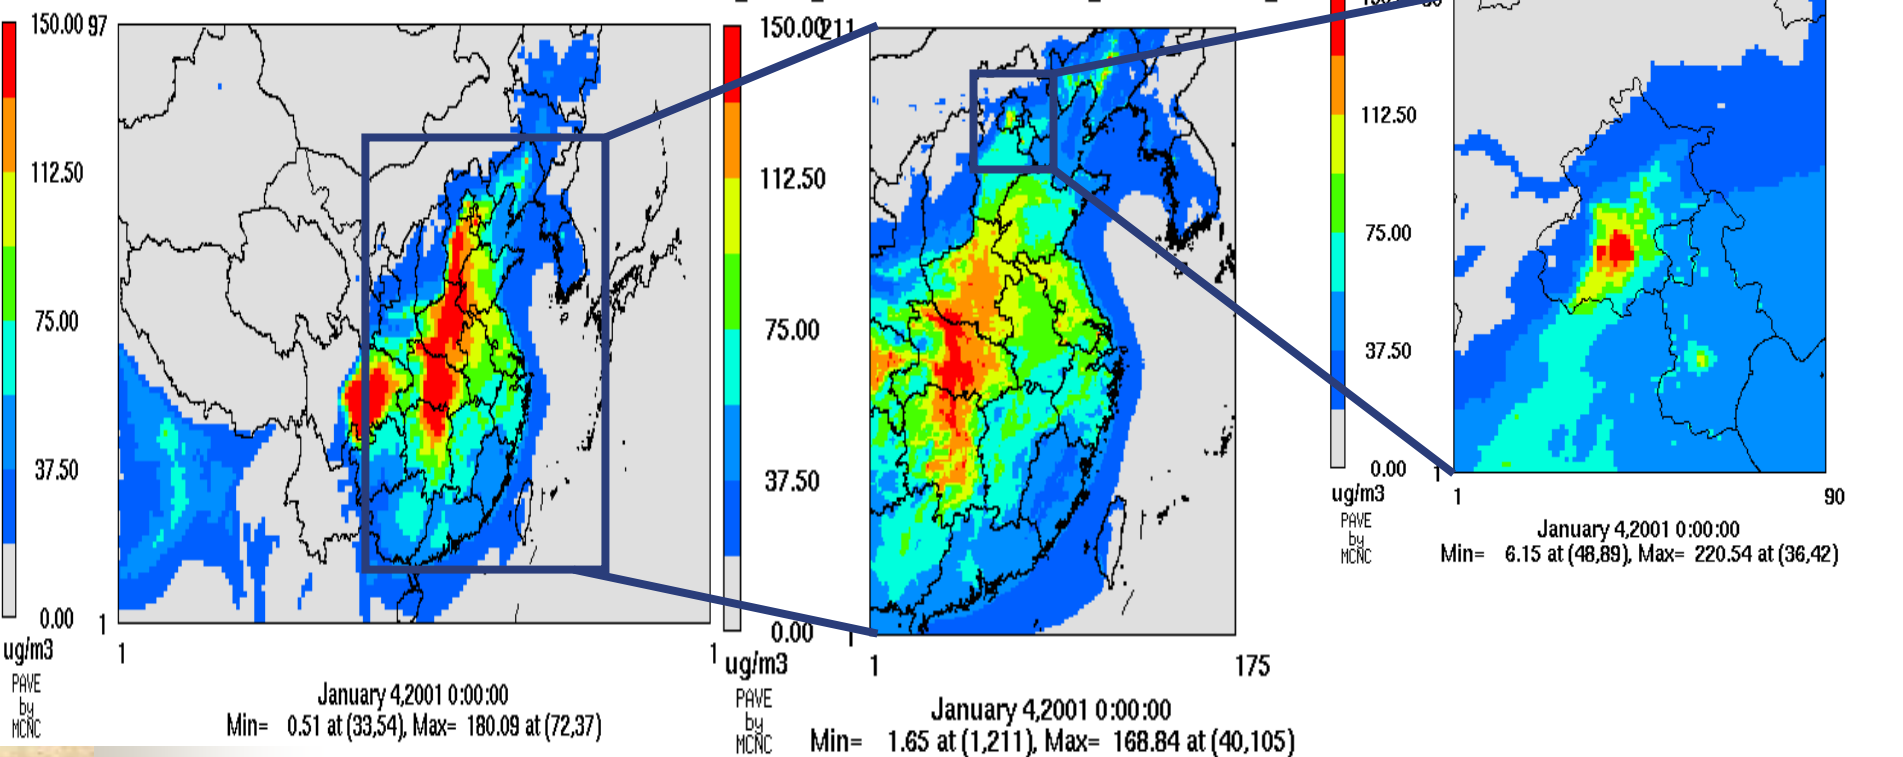 150.00 97
112.50
75.00
37.50
0.00 1
ug/m3
1 1
PAVE
by
MCNC
January 4,2001 0:00:00
Min= 0.51 at (33,54), Max= 180.09 at (72,37)
150.00 211
112.50
75.00
37.50
0.00 1
ug/m3
1 175
PAVE
by
MCNC
January 4,2001 0:00:00
Min= 1.65 at (1,211), Max= 168.84 at (40,105)
112.50
75.00
37.50
0.00 1
ug/m3
1 90
PAVE
by
MCNC
January 4,2001 0:00:00
Min= 6.15 at (48,89), Max= 220.54 at (36,42)